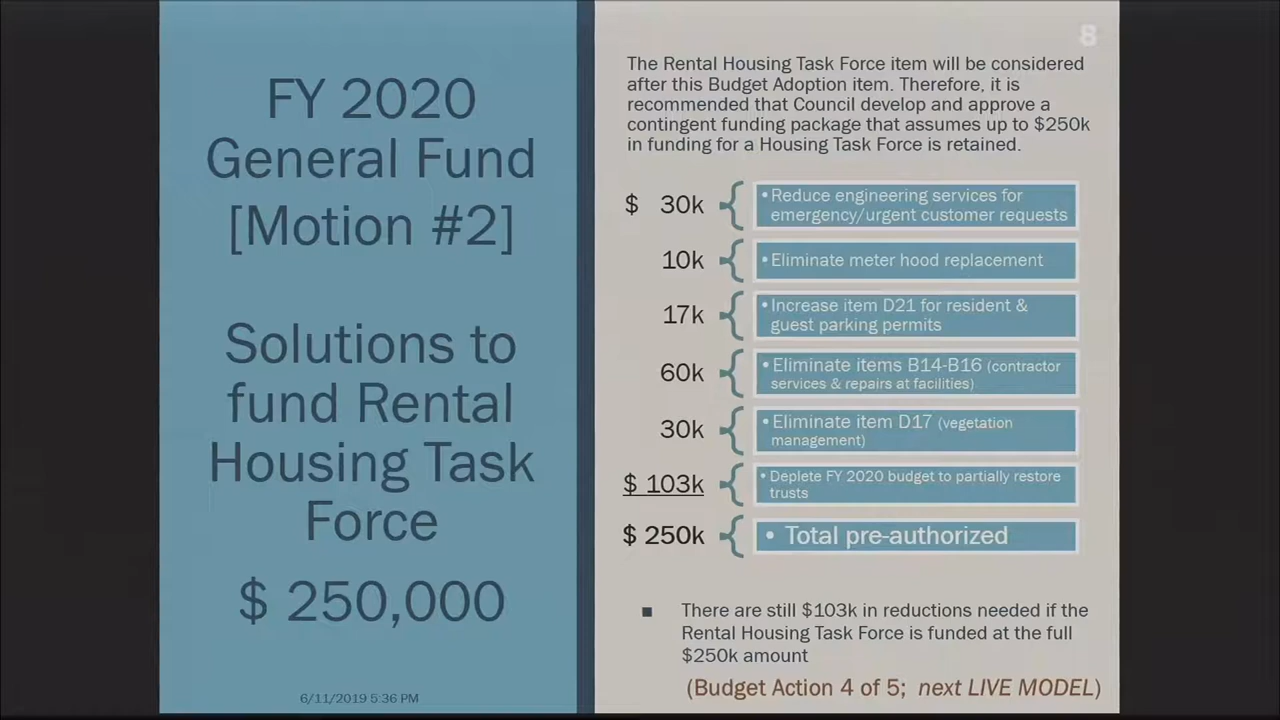 FY 2020
General Fund
[Motion #2]
Solutions to
fund Rental
Housing Task
Force
$ 250,000
6/11/2019 5:36 PM
8
The Rental Housing Task Force item will be considered
after this Budget Adoption item. Therefore, it is
recommended that Council develop and approve a
contingent funding package that assumes up to $250k
in funding for a Housing Task Force is retained.
$ 30k
• Reduce engineering services for
emergency/urgent customer requests
10k
• Eliminate meter hood replacement
17k
• Increase item D21 for resident &
guest parking permits
60k
• Eliminate items B14-B16 (contractor
services & repairs at facilities)
30k
• Eliminate item D17 (vegetation
management)
$ 103k
• Deplete FY 2020 budget to partially restore
trusts
$ 250k
• Total pre-authorized
■ There are still $103k in reductions needed if the
Rental Housing Task Force is funded at the full
$250k amount
(Budget Action 4 of 5; next LIVE MODEL)